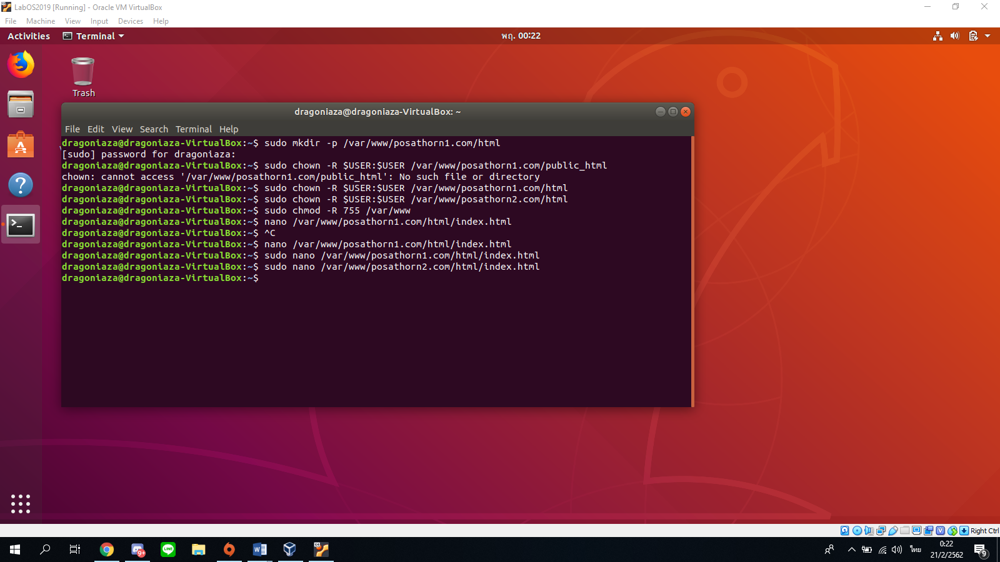 LabOS2019 [Running] - Oracle VM VirtualBox
File Machine View Input Devices Help
Activities Terminal พฤ. 00:22
Trash
dragoniaza@dragoniaza-VirtualBox: ~
File Edit View Search Terminal Help
dragoniaza@dragoniaza-VirtualBox:~$ sudo mkdir -p /var/www/posathorn1.com/html
[sudo] password for dragoniaza:
dragoniaza@dragoniaza-VirtualBox:~$ sudo chown -R $USER:$USER /var/www/posathorn1.com/public_html
chown: cannot access '/var/www/posathorn1.com/public_html': No such file or directory
dragoniaza@dragoniaza-VirtualBox:~$ sudo chown -R $USER:$USER /var/www/posathorn1.com/html
dragoniaza@dragoniaza-VirtualBox:~$ sudo chown -R $USER:$USER /var/www/posathorn2.com/html
dragoniaza@dragoniaza-VirtualBox:~$ sudo chmod -R 755 /var/www
dragoniaza@dragoniaza-VirtualBox:~$ nano /var/www/posathorn1.com/html/index.html
dragoniaza@dragoniaza-VirtualBox:~$ ^C
dragoniaza@dragoniaza-VirtualBox:~$ nano /var/www/posathorn1.com/html/index.html
dragoniaza@dragoniaza-VirtualBox:~$ sudo nano /var/www/posathorn1.com/html/index.html
dragoniaza@dragoniaza-VirtualBox:~$ sudo nano /var/www/posathorn2.com/html/index.html
dragoniaza@dragoniaza-VirtualBox:~$
Right Ctrl
9+
LINE
ไทย
0:22
21/2/2562
9